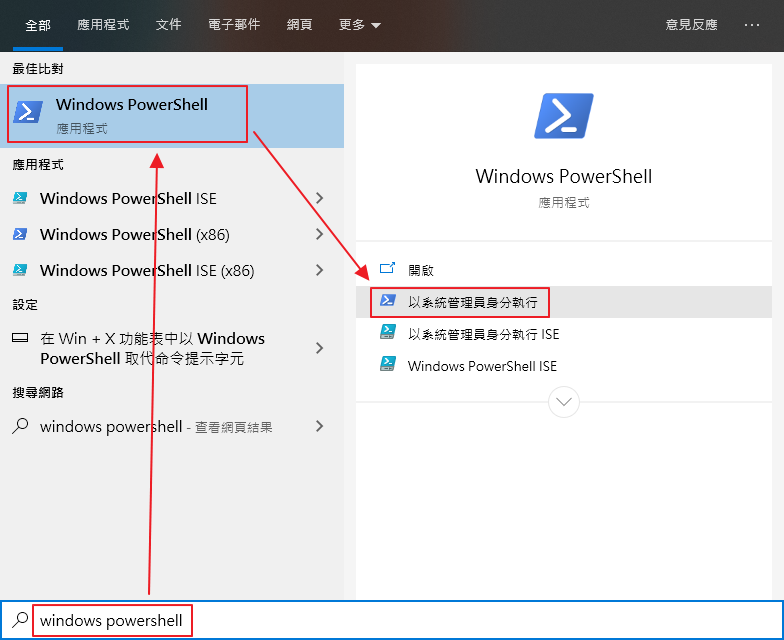 全部 應用程式 文件 電子郵件 網頁 更多 意見反應 ...
最佳比對
Windows PowerShell
應用程式
應用程式
Windows PowerShell ISE
Windows PowerShell (x86)
Windows PowerShell ISE (x86)
設定
在 Win + X 功能表中以 Windows
PowerShell 取代命令提示字元
搜尋網路
windows powershell - 查看網頁結果
Windows PowerShell
應用程式
開啟
以系統管理員身分執行
以系統管理員身分執行 ISE
Windows PowerShell ISE
windows powershell